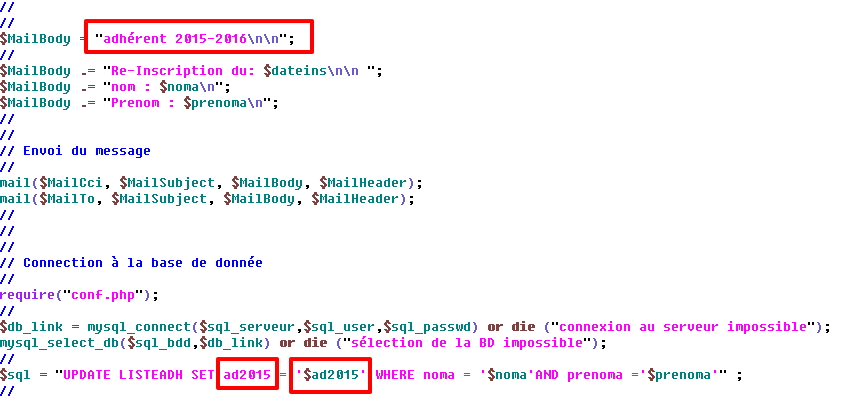 //
//
$MailBody = "adhérent 2015-2016\n\n";
//
$MailBody .= "Re-Inscription du: $dateins\n\n ";
$MailBody .= "nom : $noma\n";
$MailBody .= "Prenom : $prenoma\n";
//
//
// Envoi du message
//
mail($MailCci, $MailSubject, $MailBody, $MailHeader);
mail($MailTo, $MailSubject, $MailBody, $MailHeader);
//
//
//
// Connection à la base de donnée
//
require("conf.php");
//
$db_link = mysql_connect($sql_serveur,$sql_user,$sql_passwd) or die ("connexion au serveur impossible");
mysql_select_db($sql_bdd,$db_link) or die ("sélection de la BD impossible");
//
$sql = "UPDATE LISTEADH SET ad2015 = '$ad2015' WHERE noma = '$noma'AND prenoma ='$prenoma'" ;
//